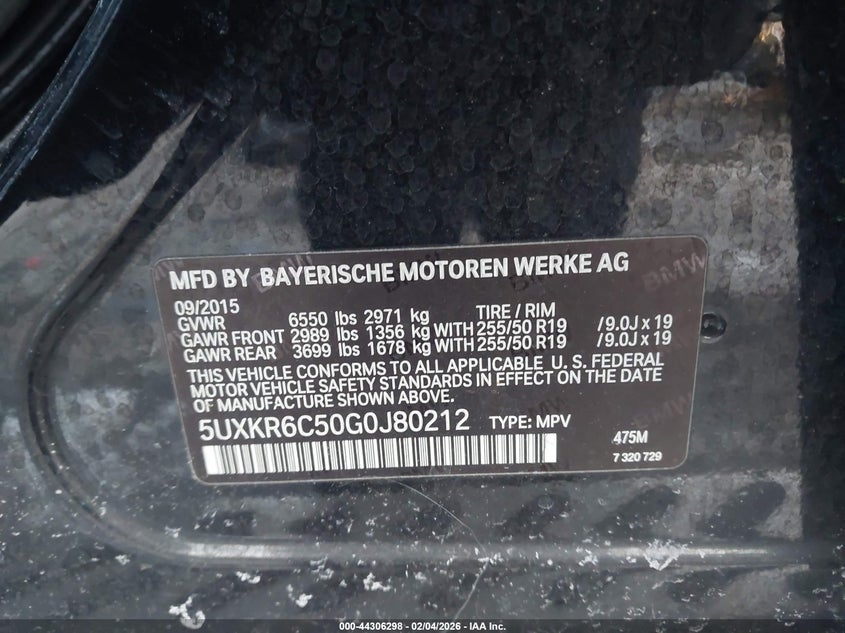 MFD BY BAYERISCHE MOTOREN WERKE AG
09/2015 TIRE / RIM
GVWR 6550 lbs 2971 kg
GAWR FRONT 2989 lbs 1356 kg WITH 255/50 R19 /9.0J x 19
GAWR REAR 3699 lbs 1678 kg WITH 255/50 R19 /9.0J x 19
THIS VEHICLE CONFORMS TO ALL APPLICABLE U. S. FEDERAL
MOTOR VEHICLE SAFETY STANDARDS IN EFFECT ON THE DATE
OF MANUFACTURE SHOWN ABOVE.
5UXKR6C50G0J80212 TYPE: MPV 475M
7 320 729
BMW
000-44306298 - 02/04/2026 - IAA Inc.